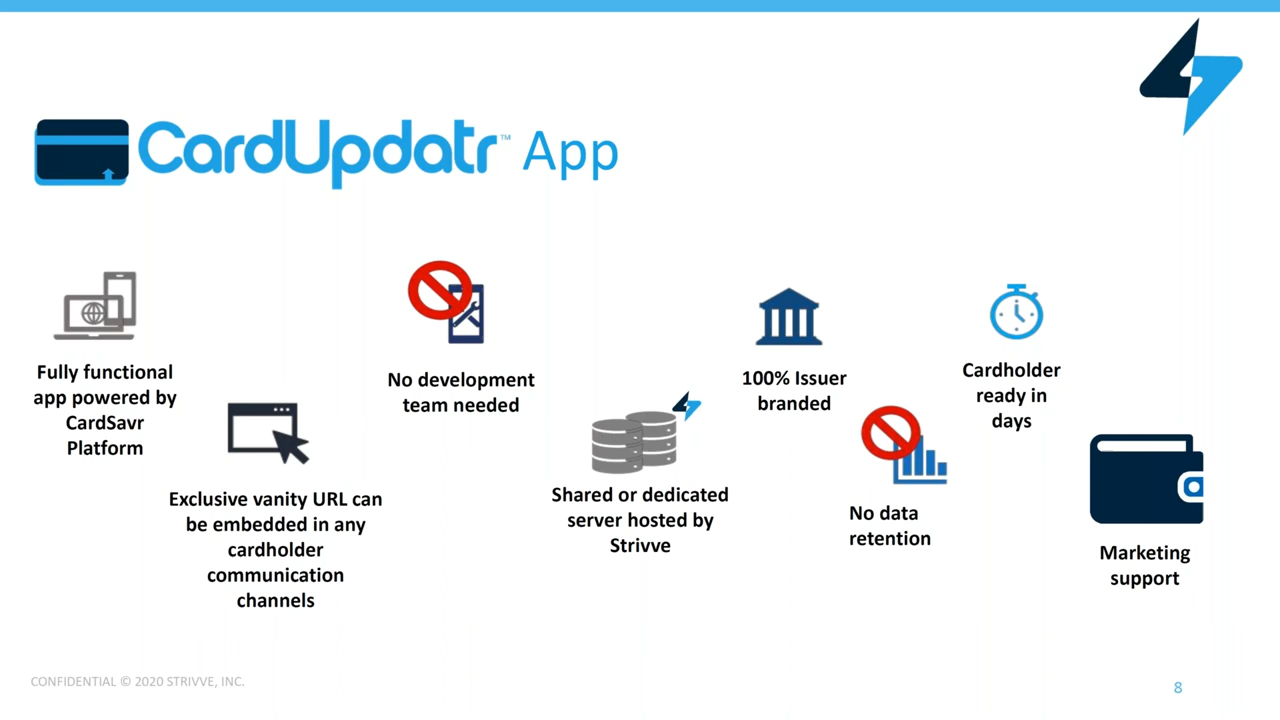 CardUpdatr™ App
Fully functional
app powered by
CardSavr
Platform
Exclusive vanity URL can
be embedded in any
cardholder
communication
channels
No development
team needed
Shared or dedicated
server hosted by
Strivve
100% Issuer
branded
No data
retention
Cardholder
ready in
days
Marketing
support
CONFIDENTIAL © 2020 STRIVVE, INC.
8